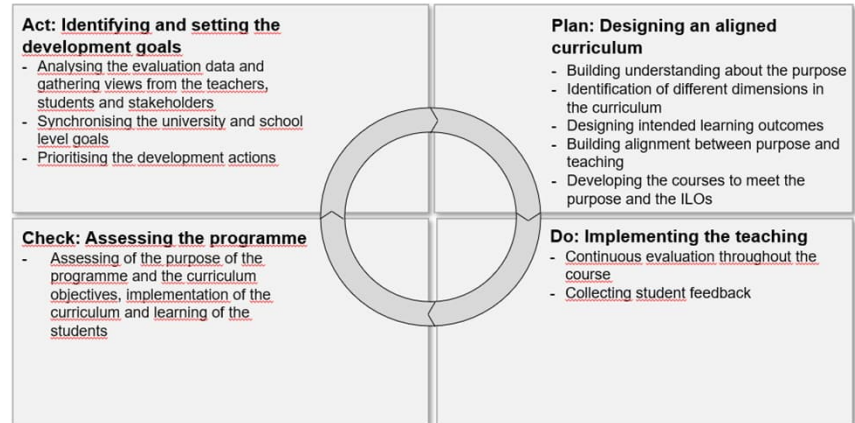 Act: Identifying and setting the
development goals
- Analysing the evaluation data and
gathering views from the teachers,
students and stakeholders
- Synchronising the university and school
level goals
- Prioritising the development actions
Plan: Designing an aligned
curriculum
- Building understanding about the purpose
- Identification of different dimensions in
the curriculum
- Designing intended learning outcomes
- Building alignment between purpose and
teaching
- Developing the courses to meet the
purpose and the ILOs
Check: Assessing the programme
- Assessing of the purpose of the
programme and the curriculum
objectives, implementation of the
curriculum and learning of the
students
Do: Implementing the teaching
- Continuous evaluation throughout the
course
- Collecting student feedback